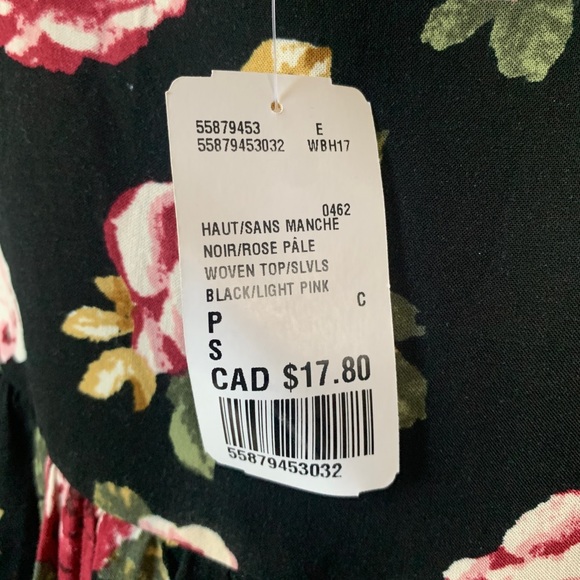 55879453 E
55879453032 WBH17
0462
HAUT/SANS MANCHE
NOIR/ROSE PÂLE
WOVEN TOP/SLVLS
BLACK/LIGHT PINK C
P
S
CAD $17.80
55879453032